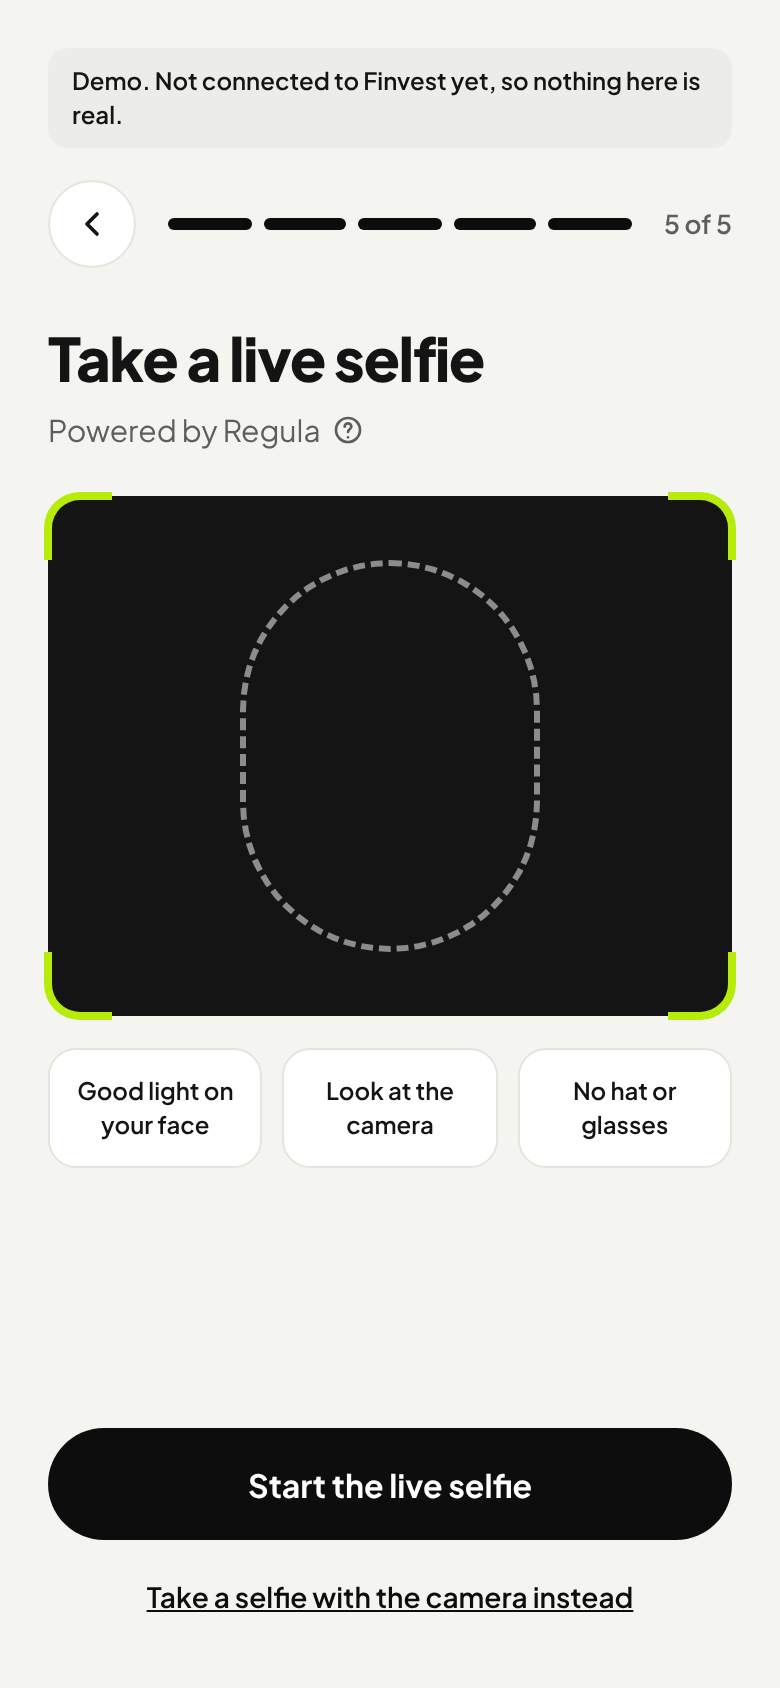 Demo. Not connected to Finvest yet, so nothing here is
real.
5 of 5
Take a live selfie
Powered by Regula
Good light on
your face
Look at the
camera
No hat or
glasses
Start the live selfie
Take a selfie with the camera instead